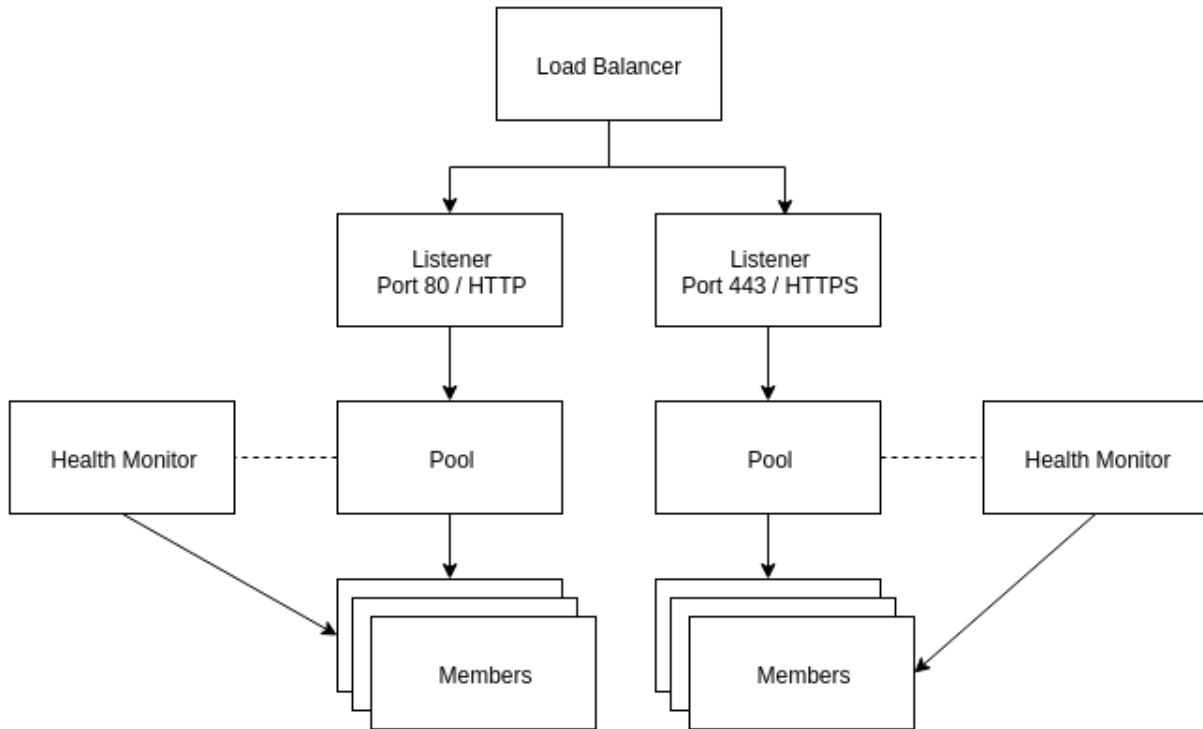 Load Balancer
Listener
Port 80 / HTTP
Listener
Port 443 / HTTPS
Health Monitor
Pool
Pool
Health Monitor
Members
Members